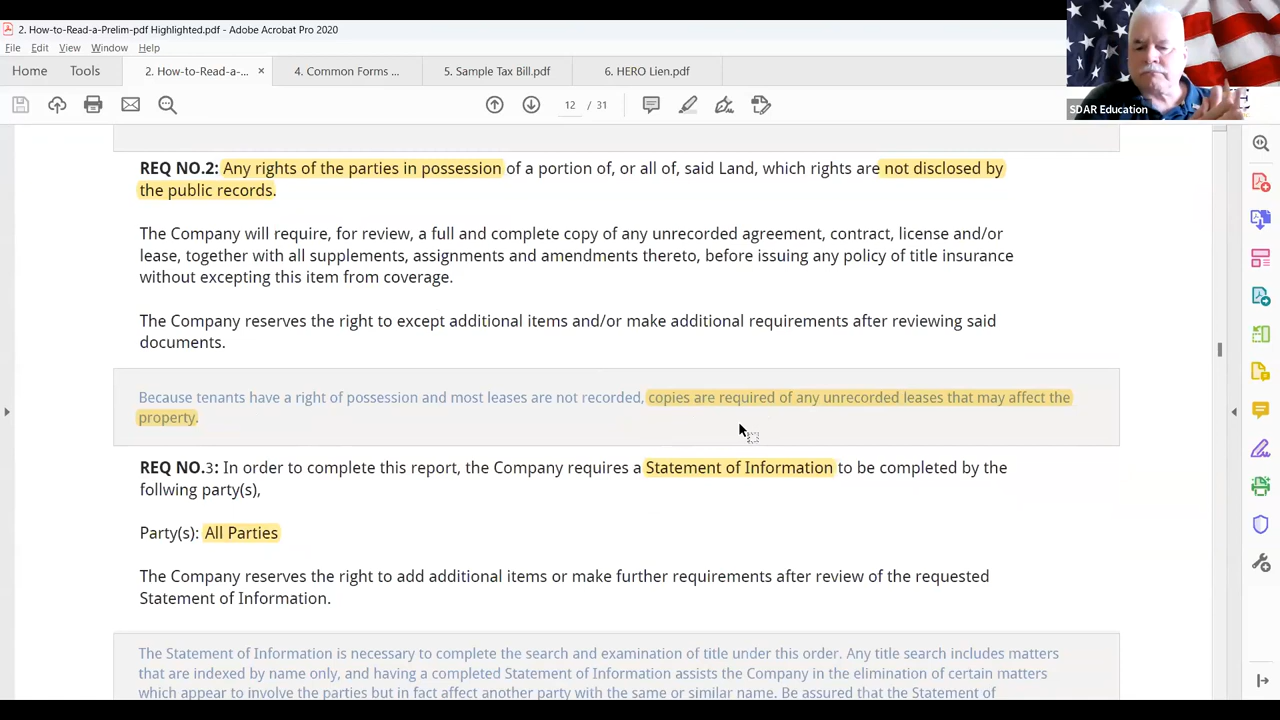 2. How-to-Read-a-Prelim-pdf Highlighted.pdf - Adobe Acrobat Pro 2020
File Edit View Window Help
Home Tools 2. How-to-Read-a-... × 4. Common Forms ... 5. Sample Tax Bill.pdf 6. HERO Lien.pdf
12 / 31
SDAR Education
REQ NO.2: Any rights of the parties in possession of a portion of, or all of, said Land, which rights are not disclosed by
the public records.
The Company will require, for review, a full and complete copy of any unrecorded agreement, contract, license and/or
lease, together with all supplements, assignments and amendments thereto, before issuing any policy of title insurance
without excepting this item from coverage.
The Company reserves the right to except additional items and/or make additional requirements after reviewing said
documents.
Because tenants have a right of possession and most leases are not recorded, copies are required of any unrecorded leases that may affect the
property.
REQ NO.3: In order to complete this report, the Company requires a Statement of Information to be completed by the
follwing party(s),
Party(s): All Parties
The Company reserves the right to add additional items or make further requirements after review of the requested
Statement of Information.
The Statement of Information is necessary to complete the search and examination of title under this order. Any title search includes matters
that are indexed by name only, and having a completed Statement of Information assists the Company in the elimination of certain matters
which appear to involve the parties but in fact affect another party with the same or similar name. Be assured that the Statement of